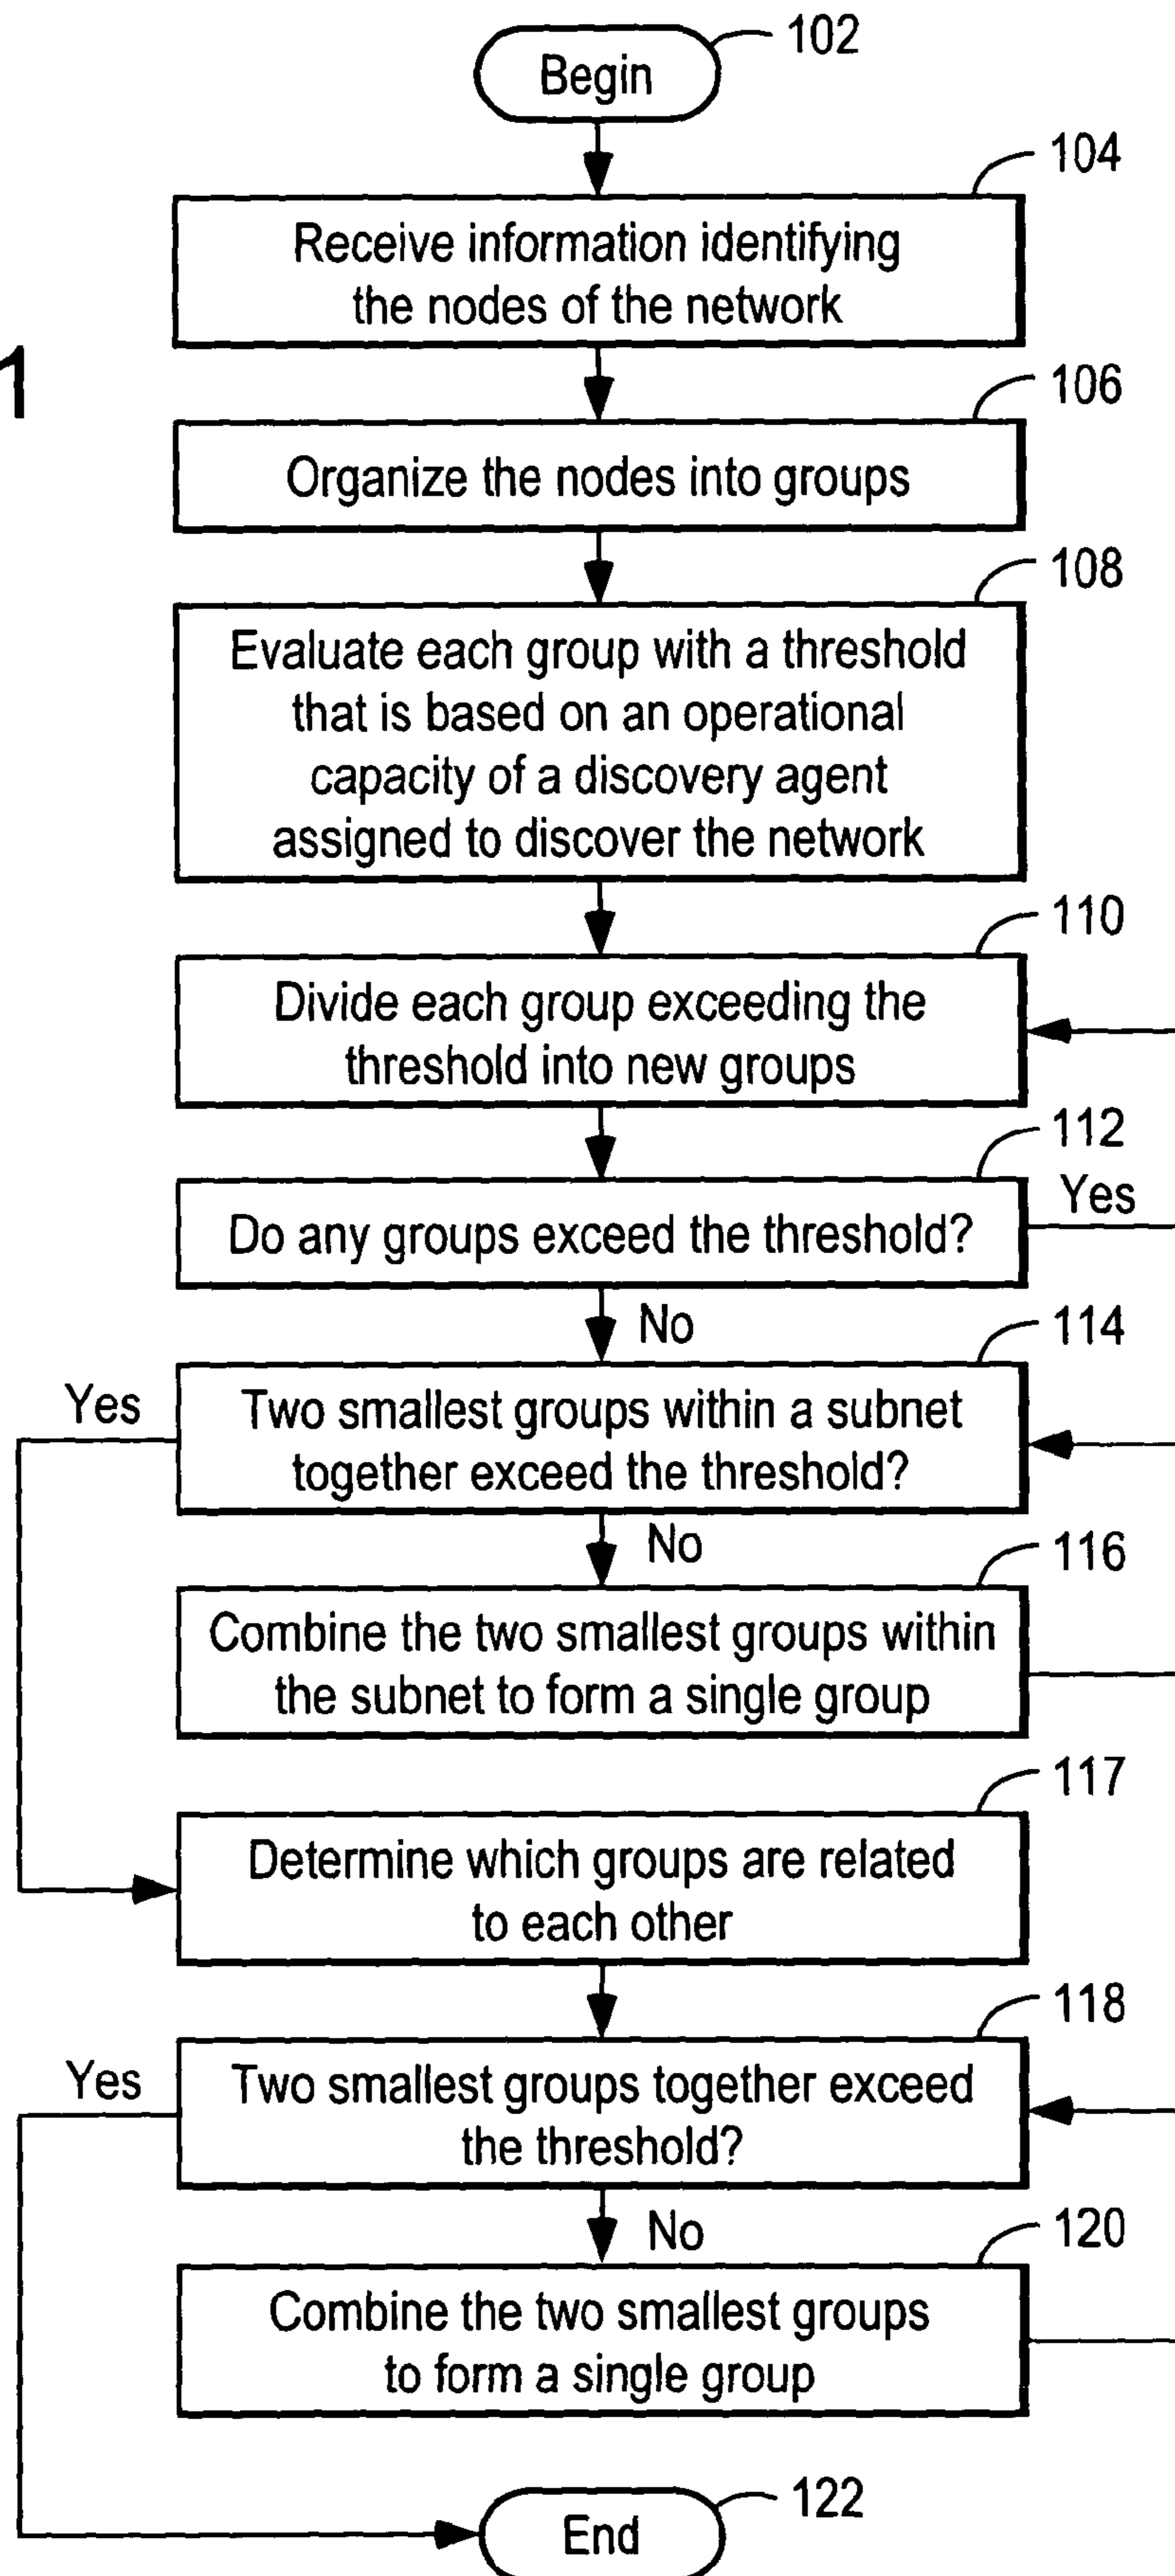 Begin
102
104
Receive information identifying
the nodes of the network
1
106
Organize the nodes into groups
108
Evaluate each group with a threshold
that is based on an operational
capacity of a discovery agent
assigned to discover the network
110
Divide each group exceeding the
threshold into new groups
112
Do any groups exceed the threshold?
Yes
No
114
Yes
Two smallest groups within a subnet
together exceed the threshold?
No
116
Combine the two smallest groups within
the subnet to form a single group
117
Determine which groups are related
to each other
118
Yes
Two smallest groups together exceed
the threshold?
No
120
Combine the two smallest groups
to form a single group
122
End